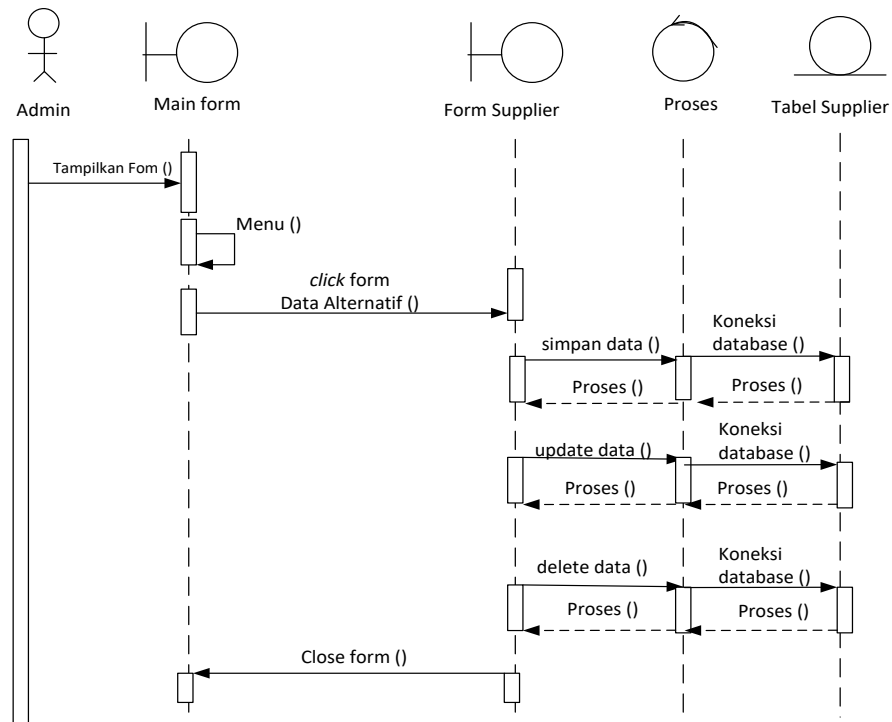 Admin
Main form
Form Supplier
Proses
Tabel Supplier
Tampilkan Fom ()
Menu ()
click form
Data Alternatif ()
simpan data ()
Koneksi
database ()
Proses ()
Proses ()
update data ()
Koneksi
database ()
Proses ()
Proses ()
delete data ()
Koneksi
database ()
Proses ()
Proses ()
Close form ()